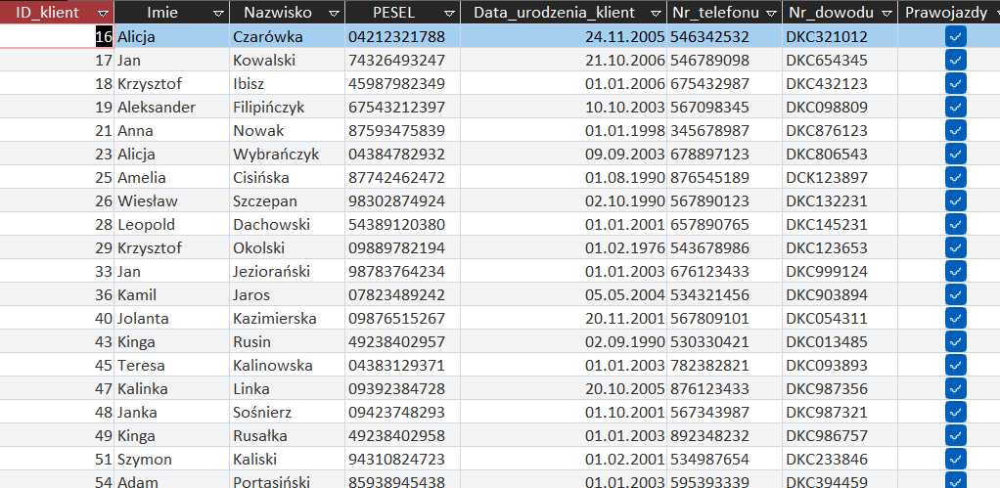 ID_klient Imie Nazwisko PESEL Data_urodzenia_klient Nr_telefonu Nr_dowodu Prawojazdy
16 Alicja Czarówka 04212321788 24.11.2005 546342532 DKC321012
17 Jan Kowalski 74326493247 21.10.2006 546789098 DKC654345
18 Krzysztof Ibisz 45987982349 01.01.2006 675432987 DKC432123
19 Aleksander Filipińczyk 67543212397 10.10.2003 567098345 DKC098809
21 Anna Nowak 87593475839 01.01.1998 345678987 DKC876123
23 Alicja Wybrańczyk 04384782932 09.09.2003 678897123 DKC806543
25 Amelia Cisińska 87742462472 01.08.1990 876545189 DCK123897
26 Wiesław Szczepan 98302874924 02.10.1990 567890123 DKC132231
28 Leopold Dachowski 54389120380 01.01.2001 657890765 DKC145231
29 Krzysztof Okolski 09889782194 01.02.1976 543678986 DKC123653
33 Jan Jeziorański 98783764234 01.01.2003 676123433 DKC999124
36 Kamil Jaros 07823489242 05.05.2004 534321456 DKC903894
40 Jolanta Kazimierska 09876515267 20.11.2001 567809101 DKC054311
43 Kinga Rusin 49238402957 02.09.1990 530330421 DKC013485
45 Teresa Kalinowska 04383129371 01.01.2003 782382821 DKC093893
47 Kalinka Linka 09392384728 20.10.2005 876123433 DKC987356
48 Janka Sośnierz 09423748293 01.10.2001 567343987 DKC987321
49 Kinga Rusałka 49238402958 01.01.2003 892348232 DKC986757
51 Szymon Kaliski 94310824723 01.02.2001 534987654 DKC233846
54 Adam Portasiński 85938945438 01.01.2003 595393339 DKC394459